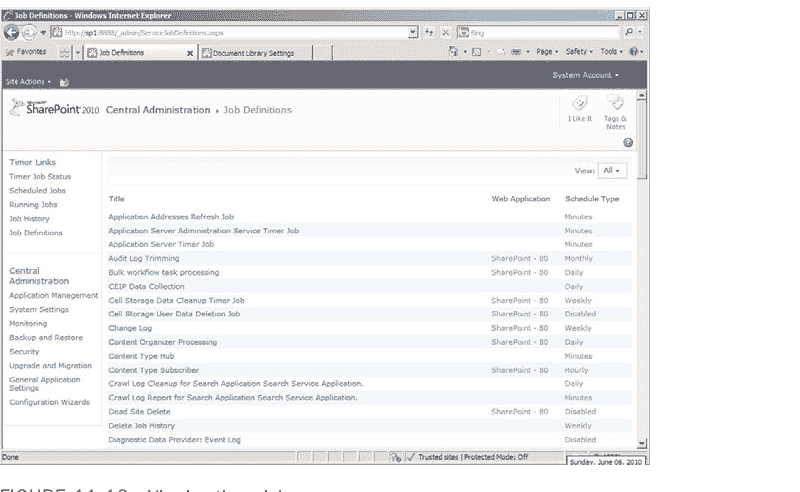 Job Definitions - Windows Internet Explorer
http://sp1:8688/_admin/ServiceJobDefinitions.aspx
Bing
Favorites
Job Definitions
Document Library Settings
Page
Safety
Tools
Site Actions
System Account
Microsoft
SharePoint 2010
Central Administration
Job Definitions
I Like It
Tags &
Notes
Timer Links
Timer Job Status
Scheduled Jobs
Running Jobs
Job History
Job Definitions
Central
Administration
Application Management
System Settings
Monitoring
Backup and Restore
Security
Upgrade and Migration
General Application
Settings
Configuration Wizards
View: All
Title Web Application Schedule Type
Application Addresses Refresh Job Minutes
Application Server Administration Service Timer Job Minutes
Application Server Timer Job Minutes
Audit Log Trimming SharePoint - 80 Monthly
Bulk workflow task processing SharePoint - 80 Daily
CEIP Data Collection Daily
Cell Storage Data Cleanup Timer Job SharePoint - 80 Weekly
Cell Storage User Data Deletion Job SharePoint - 80 Disabled
Change Log SharePoint - 80 Weekly
Content Organizer Processing SharePoint - 80 Daily
Content Type Hub Minutes
Content Type Subscriber SharePoint - 80 Hourly
Crawl Log Cleanup for Search Application Search Service Application. Daily
Crawl Log Report for Search Application Search Service Application. Minutes
Dead Site Delete SharePoint - 80 Disabled
Delete Job History Weekly
Diagnostic Data Provider: Event Log Disabled
Done
Trusted sites | Protected Mode: Off
Sunday, June 06, 2010